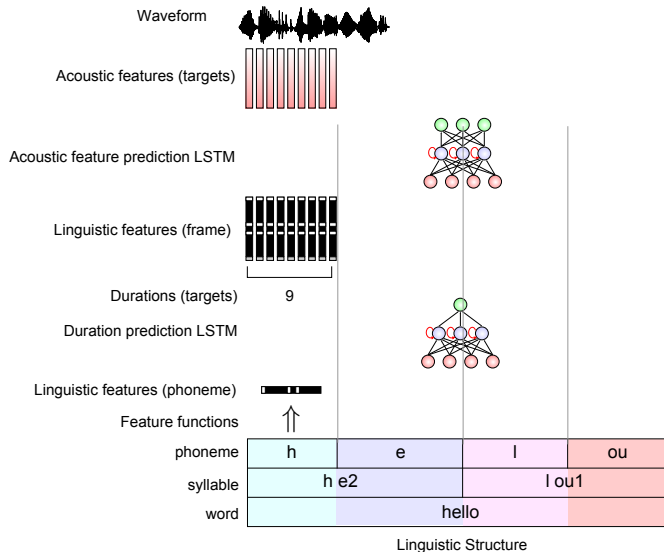 Waveform
Acoustic features (targets)
Acoustic feature prediction LSTM
Linguistic features (frame)
Durations (targets) 9
Duration prediction LSTM
Linguistic features (phoneme)
Feature functions
phoneme h e l ou
syllable h e2 l ou1
word hello
Linguistic Structure